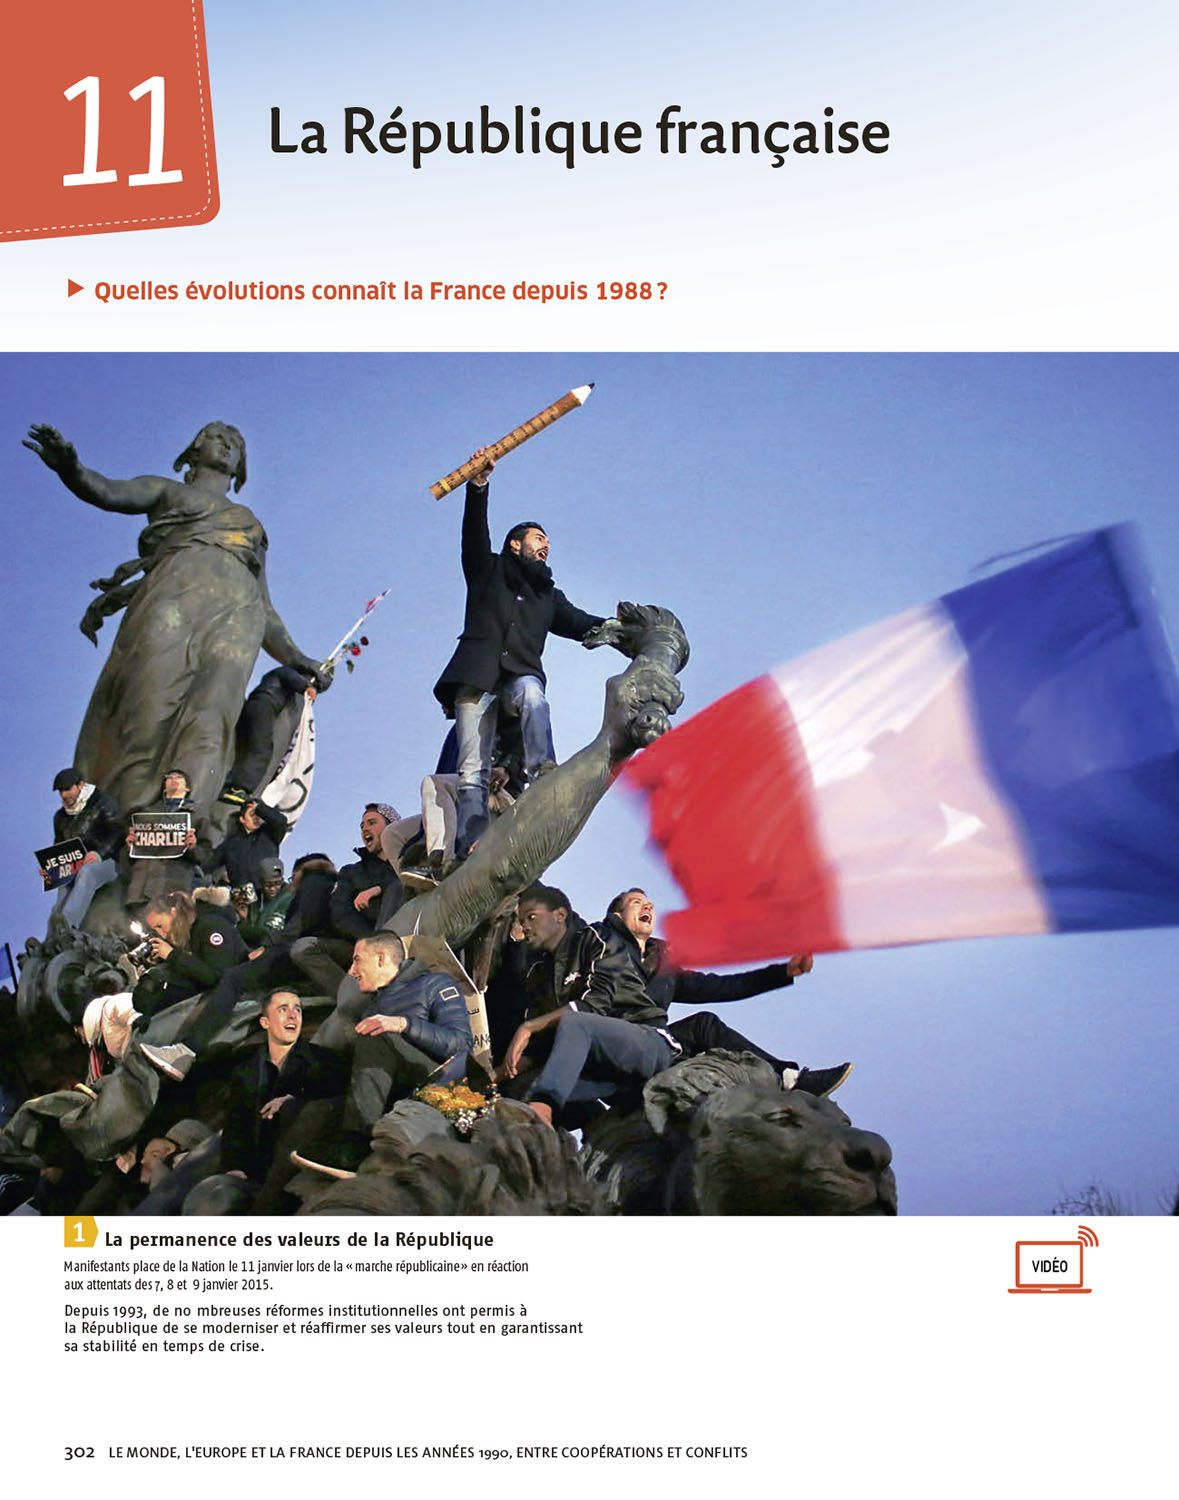 11
La République française
Quelles évolutions connaît la France depuis 1988 ?
NOUS SOMMES
CHARLIE
JE SUIS
1
La permanence des valeurs de la République
Manifestants place de la Nation le 11 janvier lors de la « marche républicaine » en réaction
aux attentats des 7, 8 et 9 janvier 2015.
Depuis 1993, de no mbreuses réformes institutionnelles ont permis à
la République de se moderniser et réaffirmer ses valeurs tout en garantissant
sa stabilité en temps de crise.
VIDÉO
302 LE MONDE, L'EUROPE ET LA FRANCE DEPUIS LES ANNÉES 1990, ENTRE COOPÉRATIONS ET CONFLITS